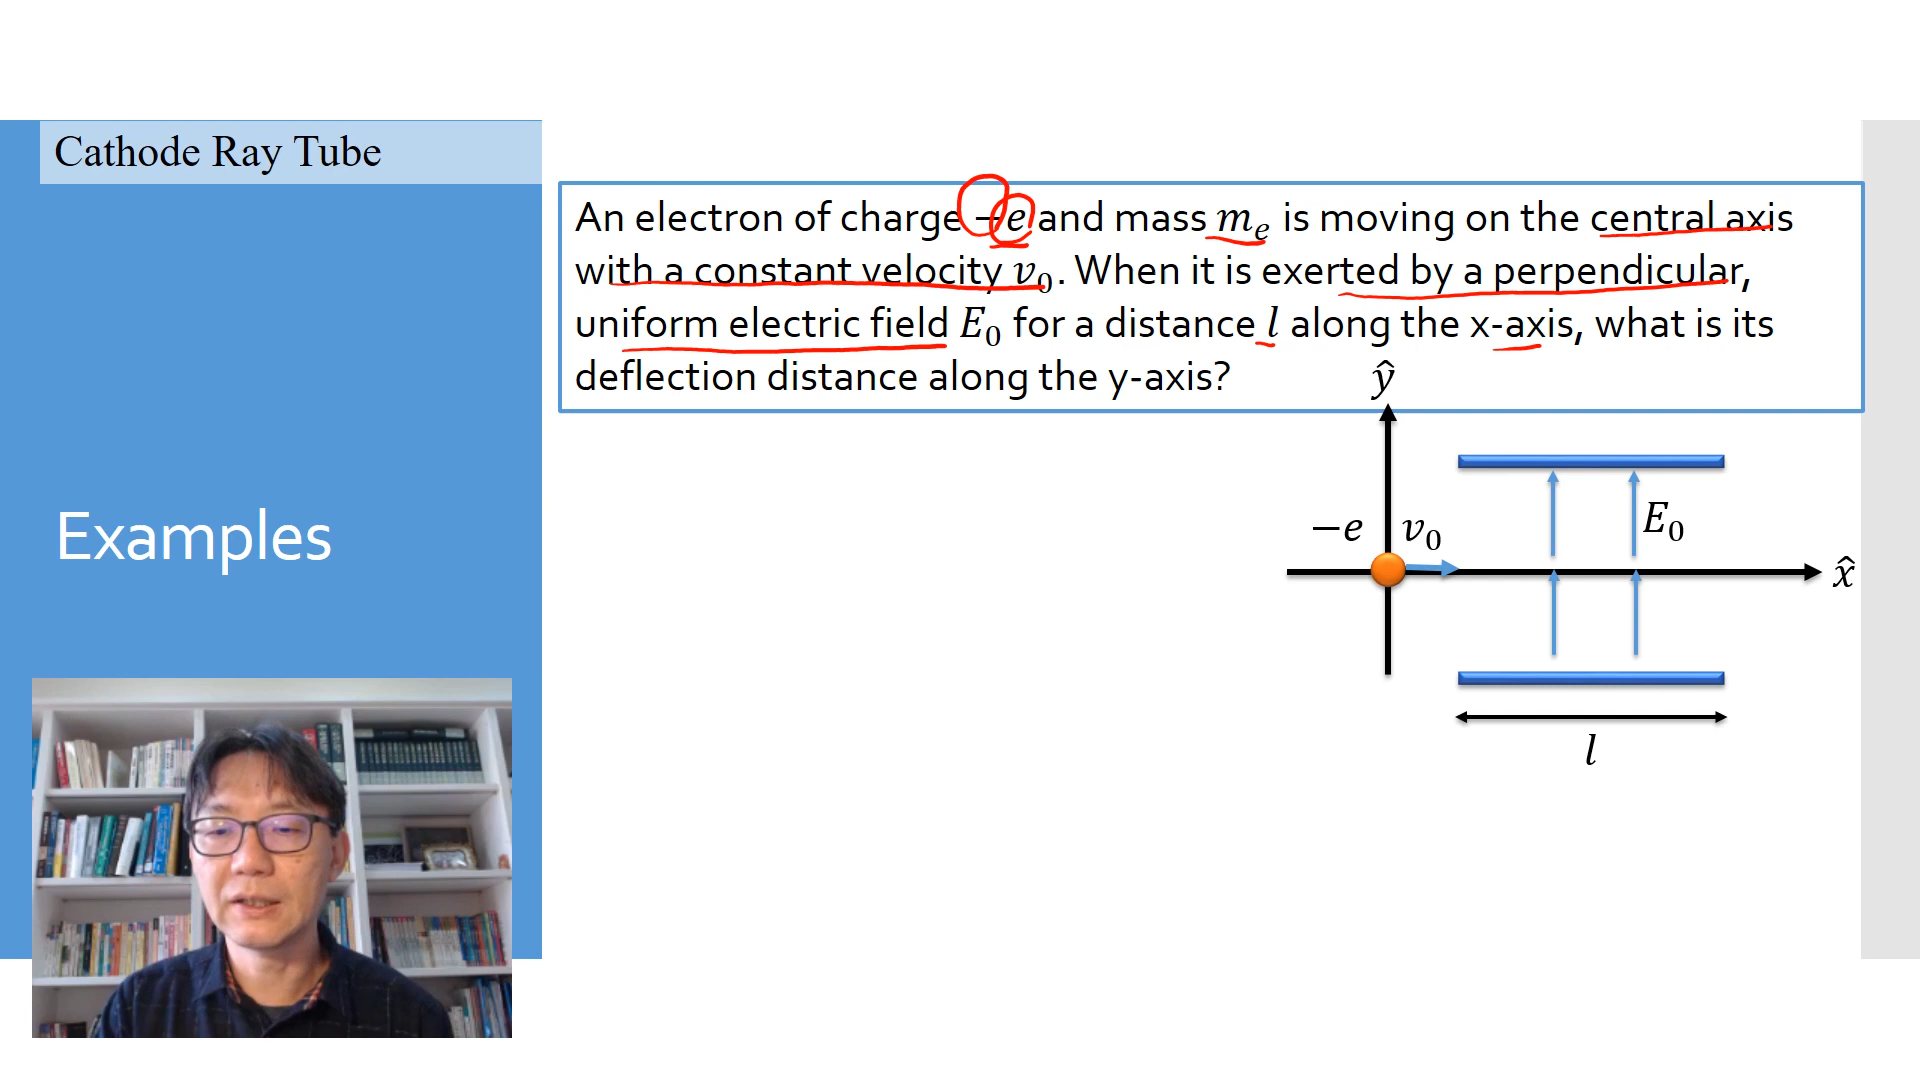 Cathode Ray Tube
An electron of charge −e and mass mₑ is moving on the central axis
with a constant velocity v₀. When it is exerted by a perpendicular,
uniform electric field E₀ for a distance l along the x-axis, what is its
deflection distance along the y-axis?
Examples
ŷ
−e v₀
E₀
x̂
l